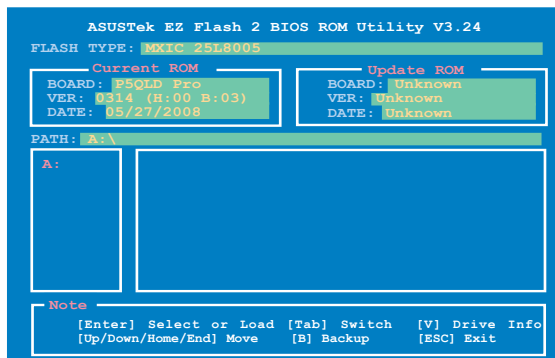 ASUSTek EZ Flash 2 BIOS ROM Utility V3.24
FLASH TYPE: MXIC 25L8005
Current ROM
BOARD: P5QLD Pro
VER: 0314 (H:00 B:03)
DATE: 05/27/2008
Update ROM
BOARD: Unknown
VER: Unknown
DATE: Unknown
PATH: A:\
A:
Note
[Enter] Select or Load [Tab] Switch [V] Drive Info
[Up/Down/Home/End] Move [B] Backup [ESC] Exit